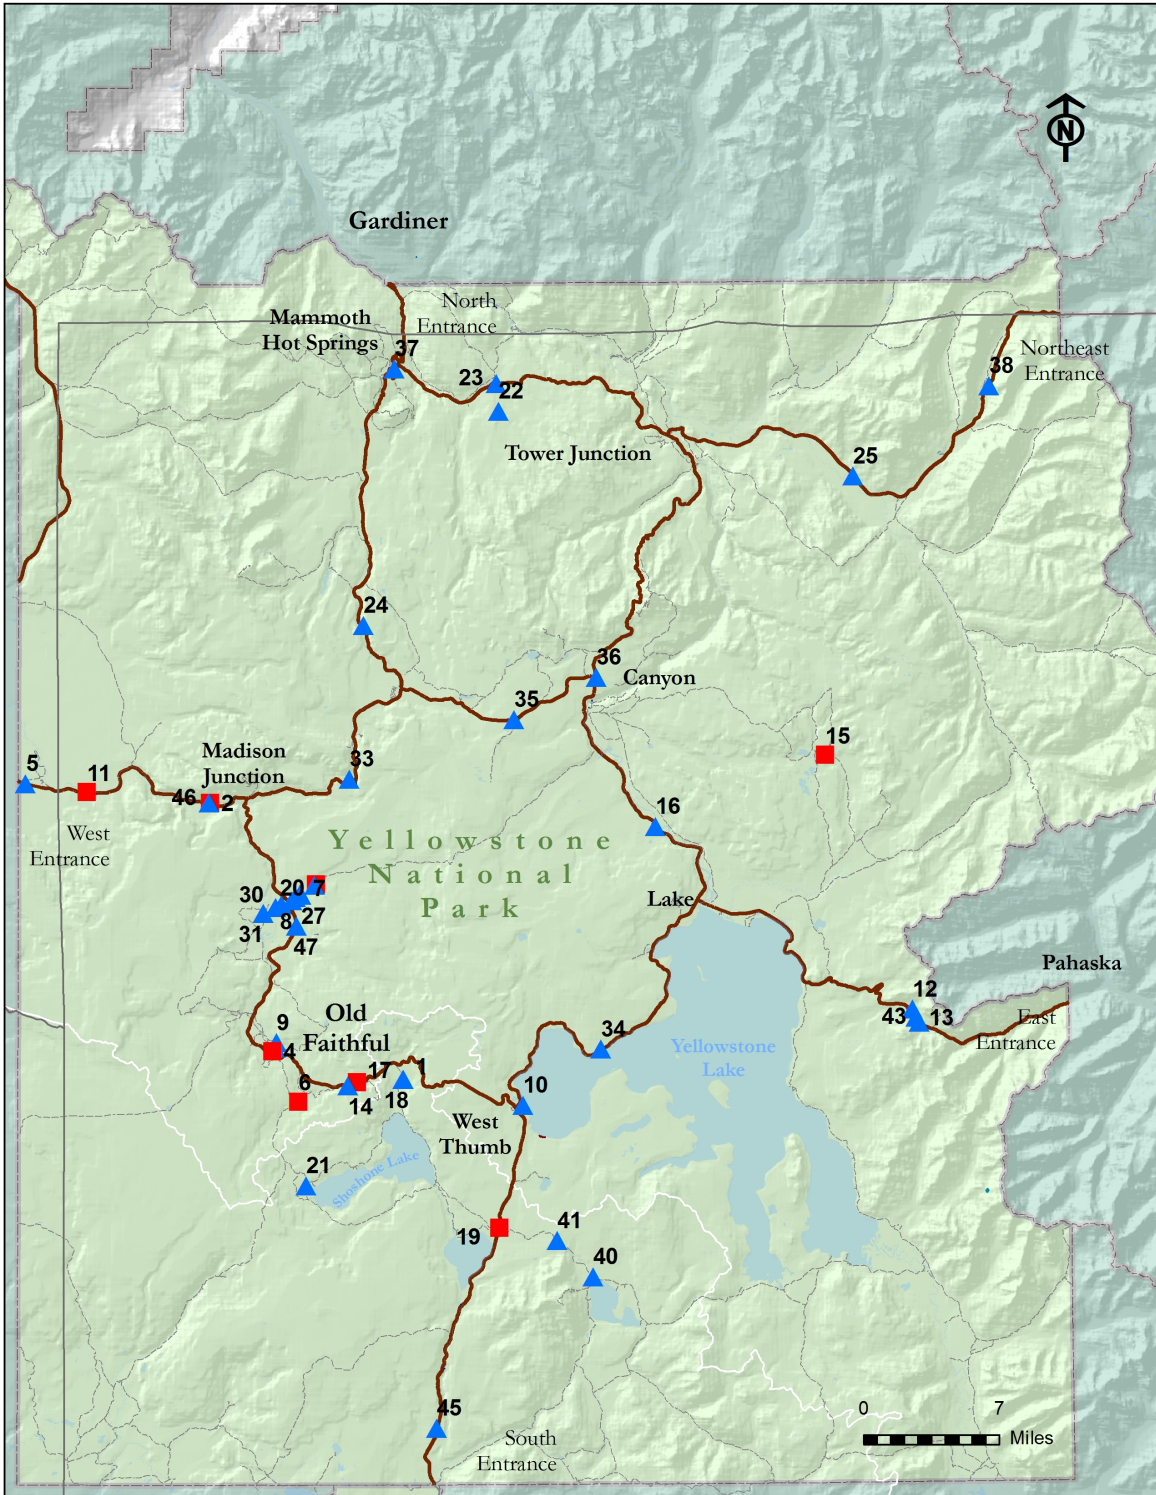 N
Gardiner
North
Entrance
Mammoth
Hot Springs
37
Northeast
Entrance
38
23
22
Tower Junction
25
24
36
Canyon
35
15
Madison
Junction
33
5
11
46
2
16
West
Entrance
Yellowstone
National
Park
30
20
7
8
27
31
47
Lake
Pahaska
12
43
13
East
Entrance
Old
Faithful
9
4
34
Yellowstone
Lake
17
1
6
14
18
10
West
Thumb
21
Shoshone Lake
19
41
40
45
South
Entrance
0
7
Miles